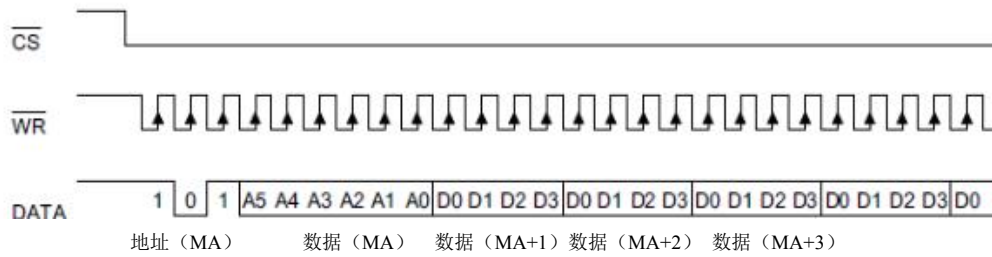 CS
WR
DATA 1 0 1 A5 A4 A3 A2 A1 A0 D0 D1 D2 D3 D0 D1 D2 D3 D0 D1 D2 D3 D0 D1 D2 D3 D0
地址（MA） 数据（MA） 数据（MA+1） 数据（MA+2） 数据（MA+3）